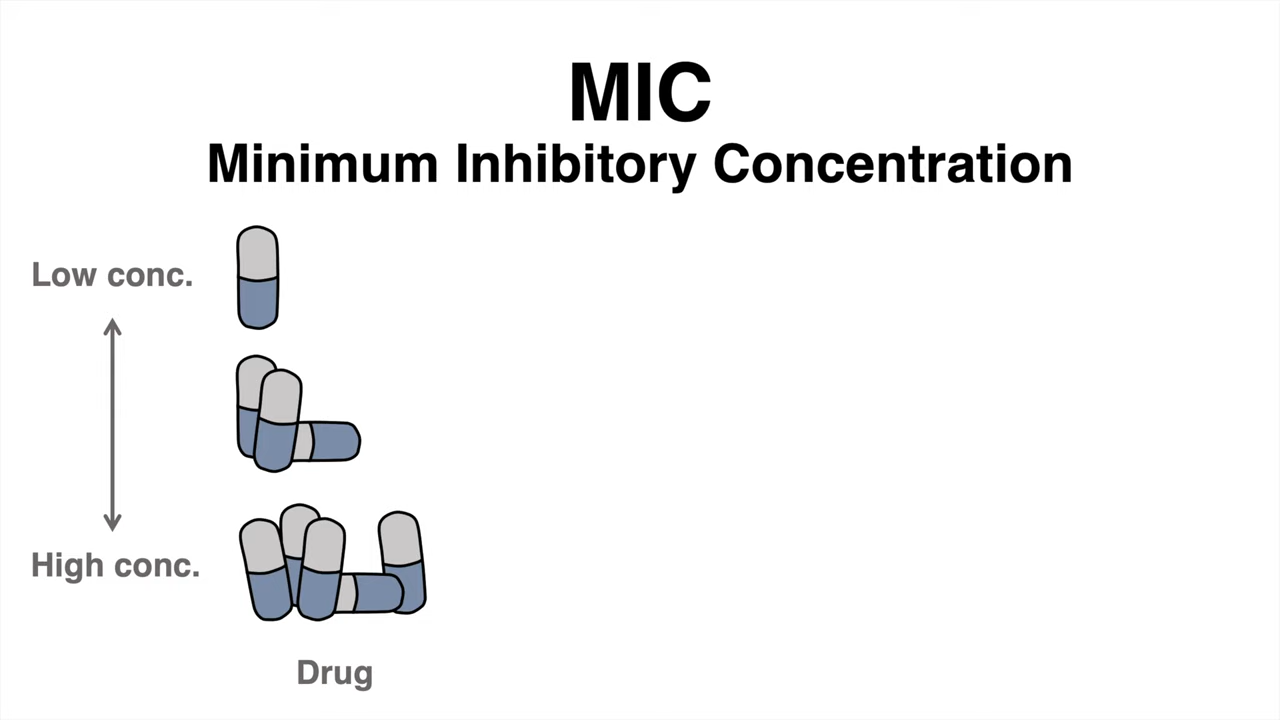 MIC
Minimum Inhibitory Concentration
Low conc.
High conc.
Drug